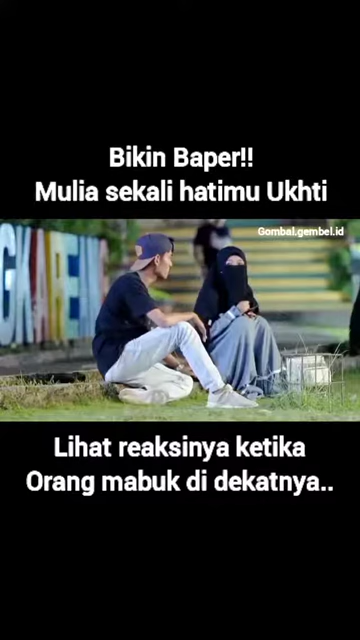 Bikin Baper!!
Mulia sekali hatimu Ukhti
Gombal.gembel.id
Lihat reaksinya ketika
Orang mabuk di dekatnya..